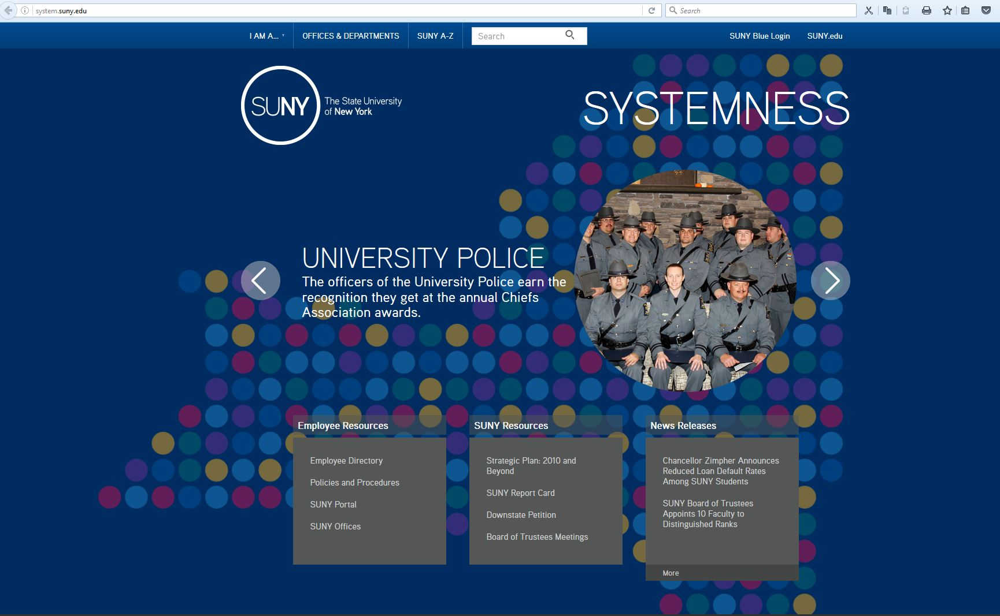 system.suny.edu
Search
I AM A...
OFFICES & DEPARTMENTS
SUNY A-Z
Search
SUNY Blue Login
SUNY.edu
SUNY
The State University
of New York
SYSTEMNESS
UNIVERSITY POLICE
The officers of the University Police earn the
recognition they get at the annual Chiefs
Association awards.
Employee Resources
Employee Directory
Policies and Procedures
SUNY Portal
SUNY Offices
SUNY Resources
Strategic Plan: 2010 and
Beyond
SUNY Report Card
Downstate Petition
Board of Trustees Meetings
News Releases
Chancellor Zimpher Announces
Reduced Loan Default Rates
Among SUNY Students
SUNY Board of Trustees
Appoints 10 Faculty to
Distinguished Ranks
More